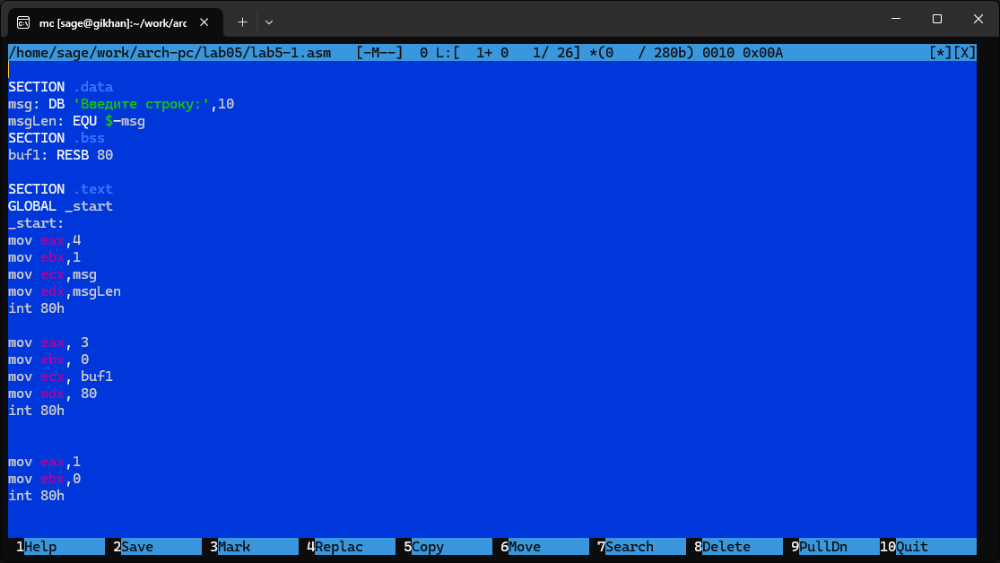 mc [sage@gikhan]:~/work/arc
/home/sage/work/arch-pc/lab05/lab5-1.asm   [-M--]  0 L:[  1+ 0   1/ 26] *(0   / 280b) 0010 0x00A                  [*][X]
SECTION .data
msg: DB 'Введите строку:',10
msgLen: EQU $-msg
SECTION .bss
buf1: RESB 80
SECTION .text
GLOBAL _start
_start:
mov eax,4
mov ebx,1
mov ecx,msg
mov edx,msgLen
int 80h
mov eax, 3
mov ebx, 0
mov ecx, buf1
mov edx, 80
int 80h
mov eax,1
mov ebx,0
int 80h
1Help 2Save 3Mark 4Replac 5Copy 6Move 7Search 8Delete 9PullDn 10Quit